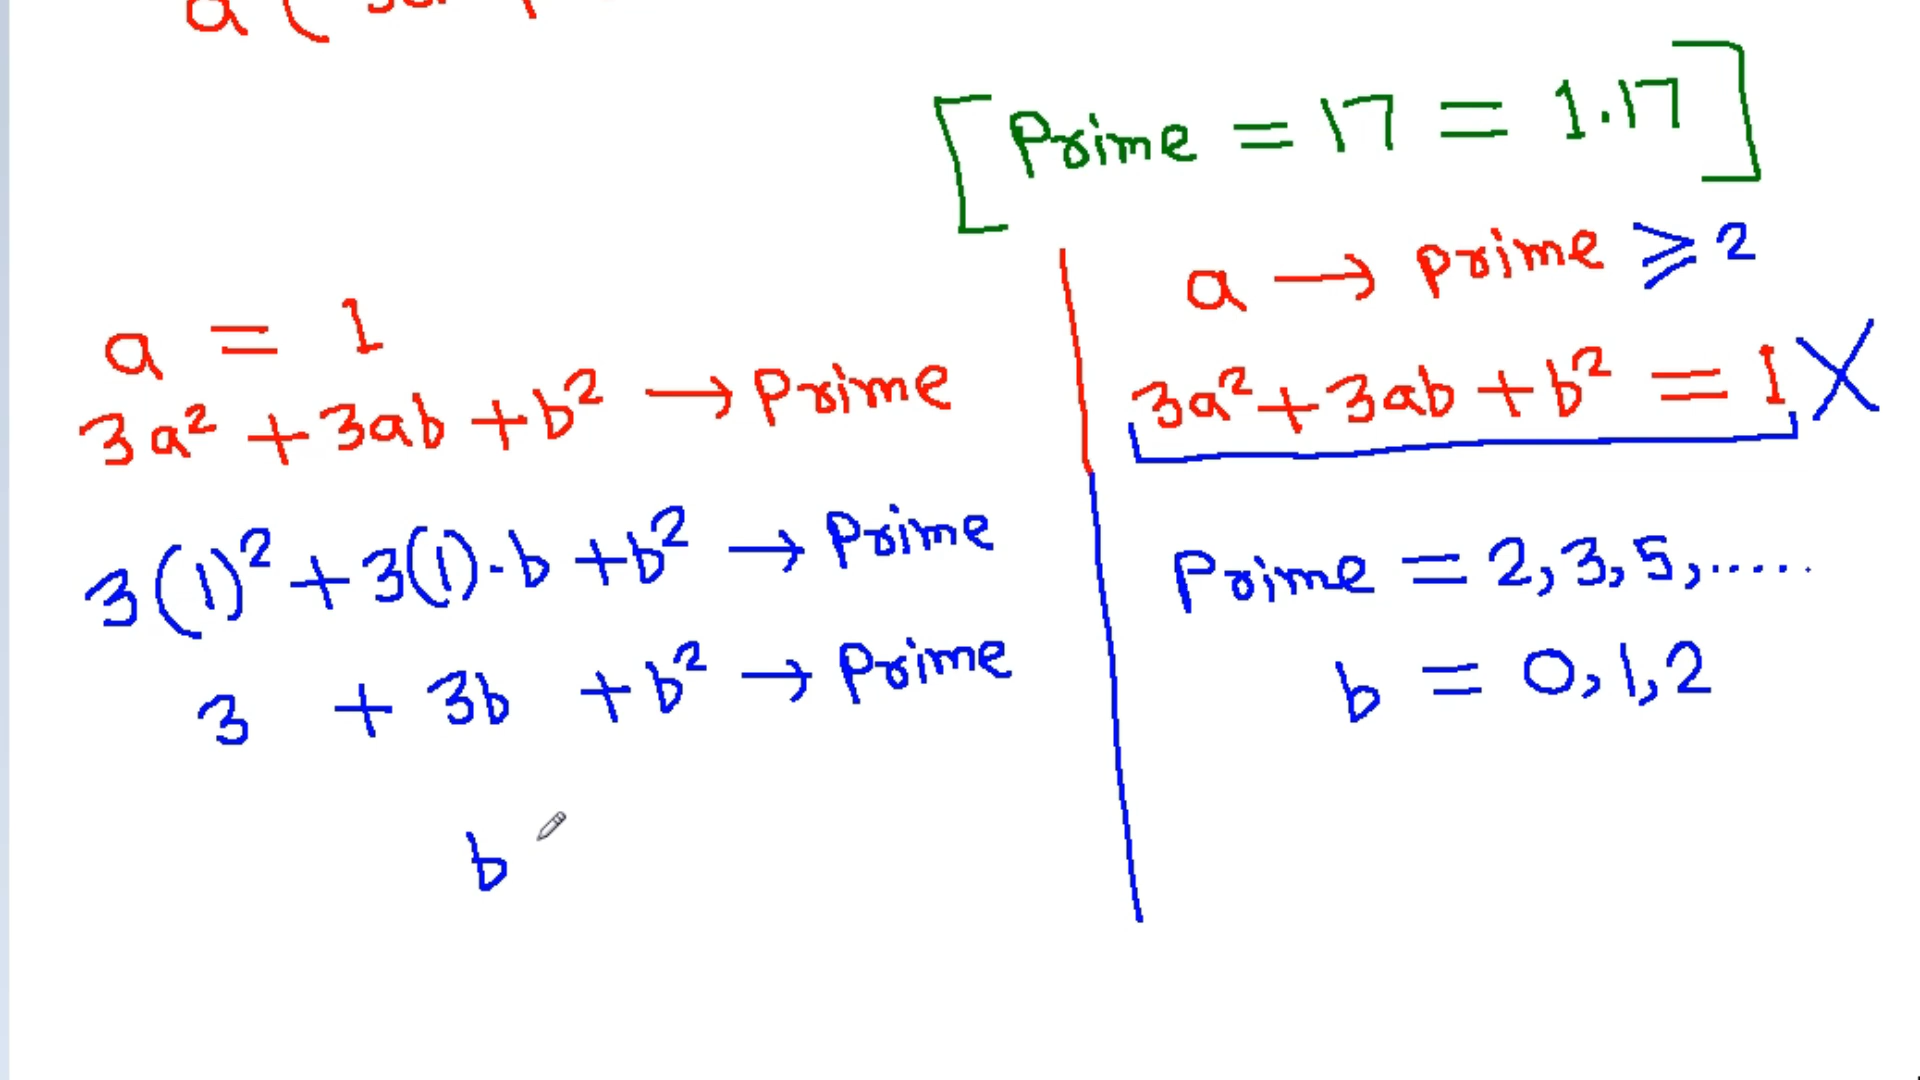 a (
[Prime = 17 = 1.17]
a = 1
3a² + 3ab + b² → Prime
3(1)² + 3(1)·b + b² → Prime
3 + 3b + b² → Prime
b
a → prime ⩾ 2
3a² + 3ab + b² = 1 X
Prime = 2, 3, 5, .....
b = 0, 1, 2